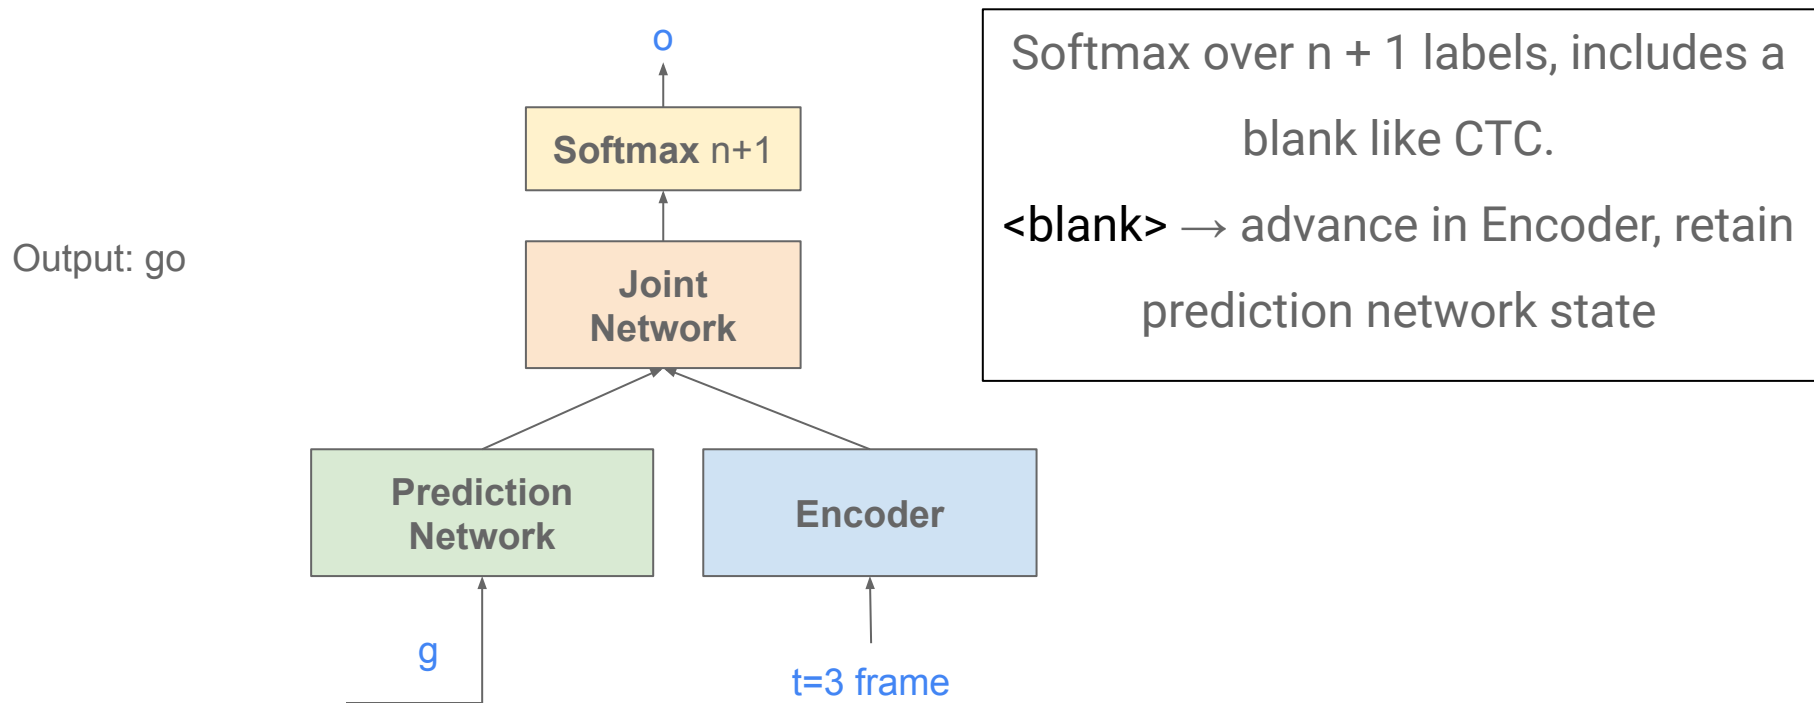 o
Softmax n+1
Output: go
Joint
Network
Prediction
Network
Encoder
g
t=3 frame
Softmax over n + 1 labels, includes a
blank like CTC.
<blank> → advance in Encoder, retain
prediction network state